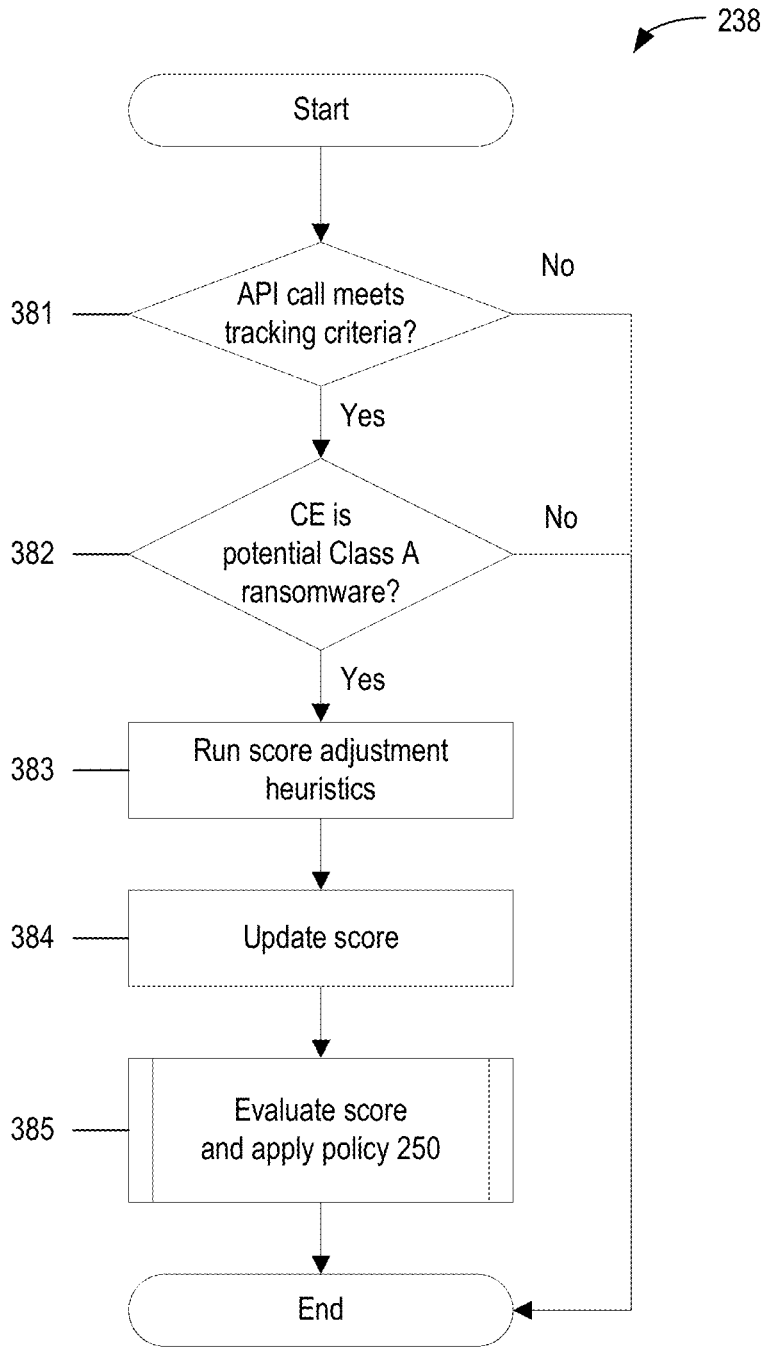 238
Start
No
381
API call meets
tracking criteria?
Yes
No
382
CE is
potential Class A
ransomware?
Yes
383
Run score adjustment
heuristics
384
Update score
385
Evaluate score
and apply policy 250
End